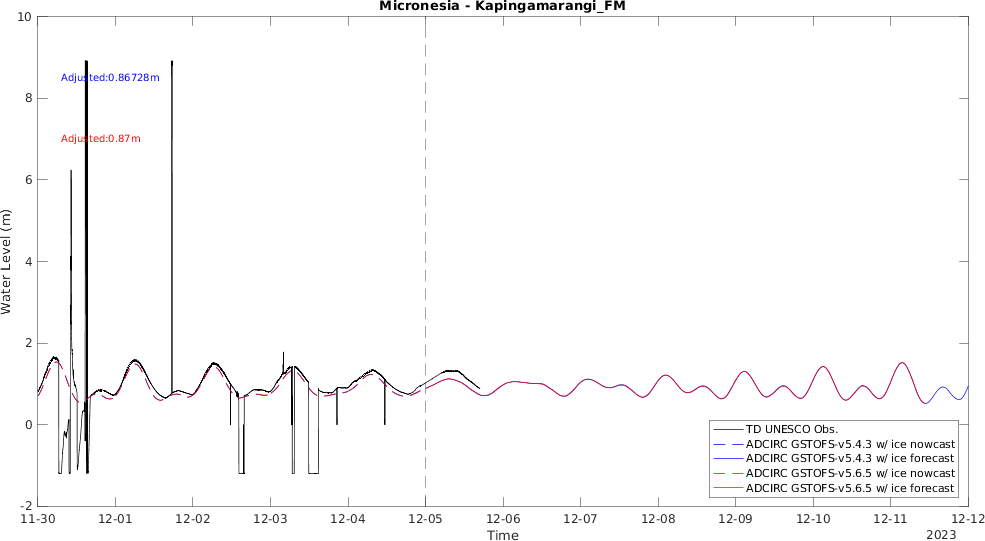 Micronesia - Kapingamarangi_FM
10
8
6
4
2
0
-2
Water Level (m)
Adjusted:0.86728m
Adjusted:0.87m
TD UNESCO Obs.
ADCIRC GSTOFS-v5.4.3 w/ ice nowcast
ADCIRC GSTOFS-v5.4.3 w/ ice forecast
ADCIRC GSTOFS-v5.6.5 w/ ice nowcast
ADCIRC GSTOFS-v5.6.5 w/ ice forecast
11-30 12-01 12-02 12-03 12-04 12-05 12-06 12-07 12-08 12-09 12-10 12-11 12-12
Time
2023